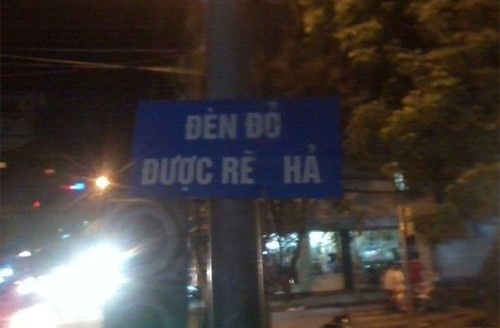 ĐÈN ĐỎ
ĐƯỢC RẼ HẢ